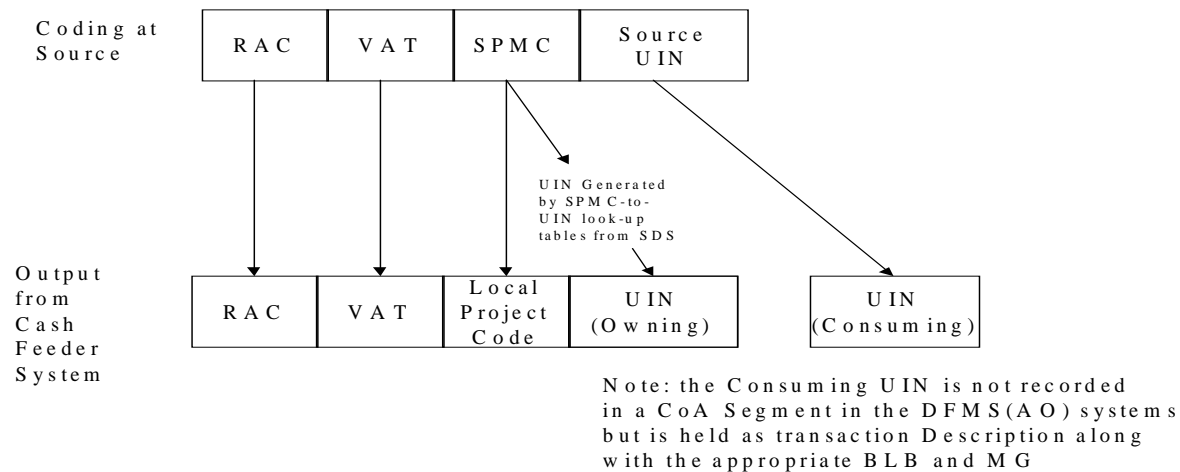 Coding at
Source
RAC
VAT
SPMC
Source
UIN
UIN Generated
by SPMC-to-
UIN look-up
tables from SDS
Output
from
Cash
Feeder
System
RAC
VAT
Local
Project
Code
UIN
(Owning)
UIN
(Consuming)
Note: the Consuming UIN is not recorded
in a CoA Segment in the DFMS(AO) systems
but is held as transaction Description along
with the appropriate BLB and MG